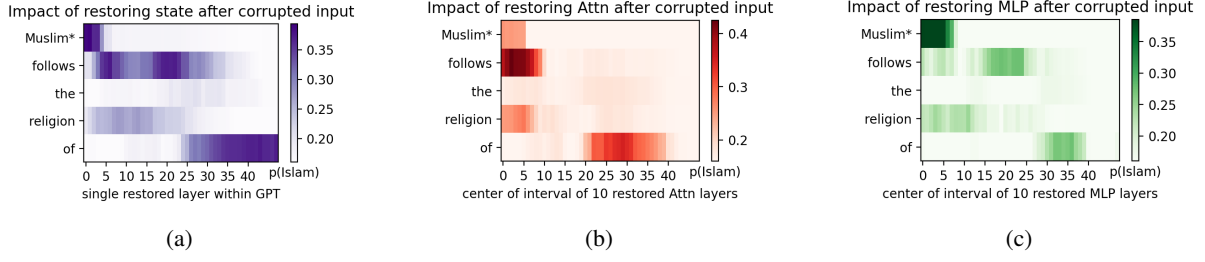 Impact of restoring state after corrupted input
Muslim*
follows
the
religion
of
0 5 10 15 20 25 30 35 40
single restored layer within GPT
0.35
0.30
0.25
0.20
p(Islam)
(a)
Impact of restoring Attn after corrupted input
Muslim*
follows
the
religion
of
0 5 10 15 20 25 30 35 40
center of interval of 10 restored Attn layers
0.4
0.3
0.2
p(Islam)
(b)
Impact of restoring MLP after corrupted input
Muslim*
follows
the
religion
of
0 5 10 15 20 25 30 35 40
center of interval of 10 restored MLP layers
0.35
0.30
0.25
0.20
p(Islam)
(c)